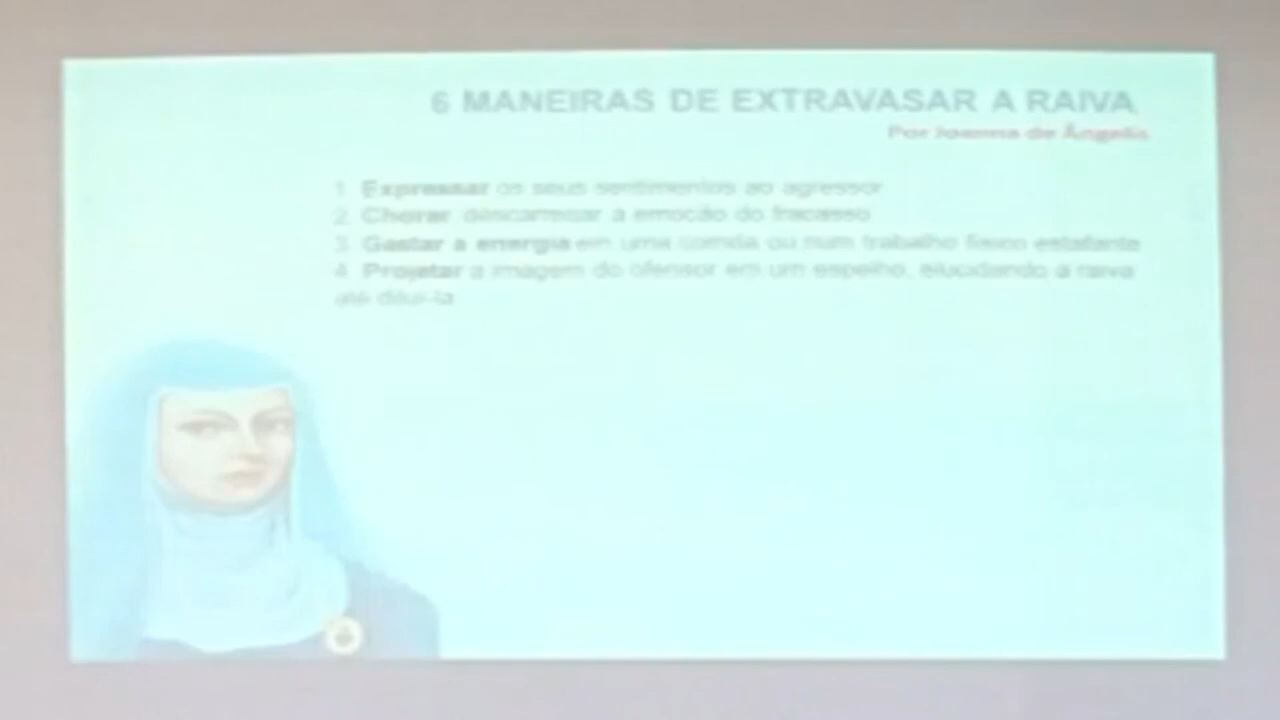 6 MANEIRAS DE EXTRAVASAR A RAIVA
Por Joanna de Ângelis
1. Expressar os seus sentimentos ao agressor
2. Chorar descarregar a emoção do fracasso
3. Gastar a energia em uma corrida ou num trabalho físico estafante
4. Projetar a imagem do ofensor em um espelho, elucidando a raiva
até diluí-la